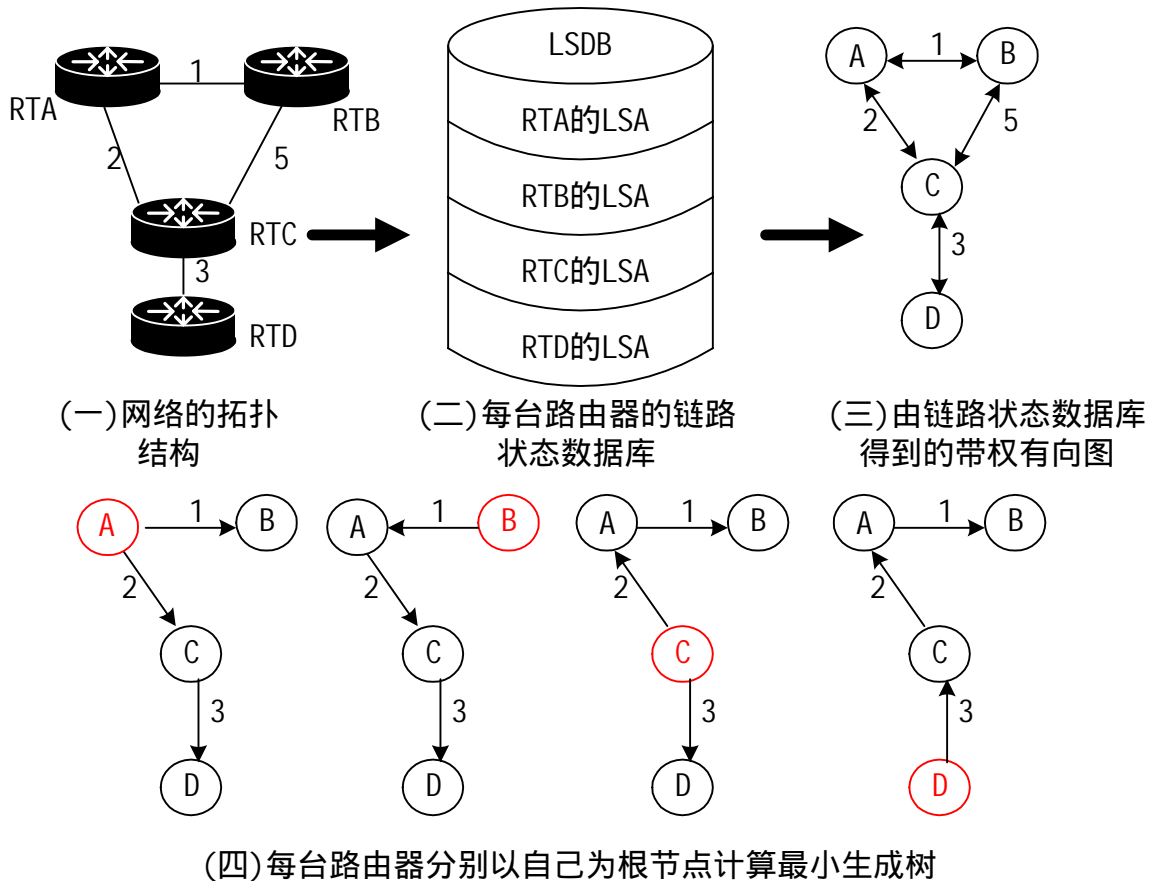 LSDB
RTA的LSA
RTB的LSA
RTC的LSA
RTD的LSA
RTA
RTB
RTC
RTD
1
2
5
3
A
B
C
D
1
2
5
3
(一)网络的拓扑
结构
(二)每台路由器的链路
状态数据库
(三)由链路状态数据库
得到的带权有向图
A
1
B
2
C
3
D
A
1
B
2
C
3
D
A
1
B
2
C
3
D
A
1
B
2
C
3
D
(四)每台路由器分别以自己为根节点计算最小生成树